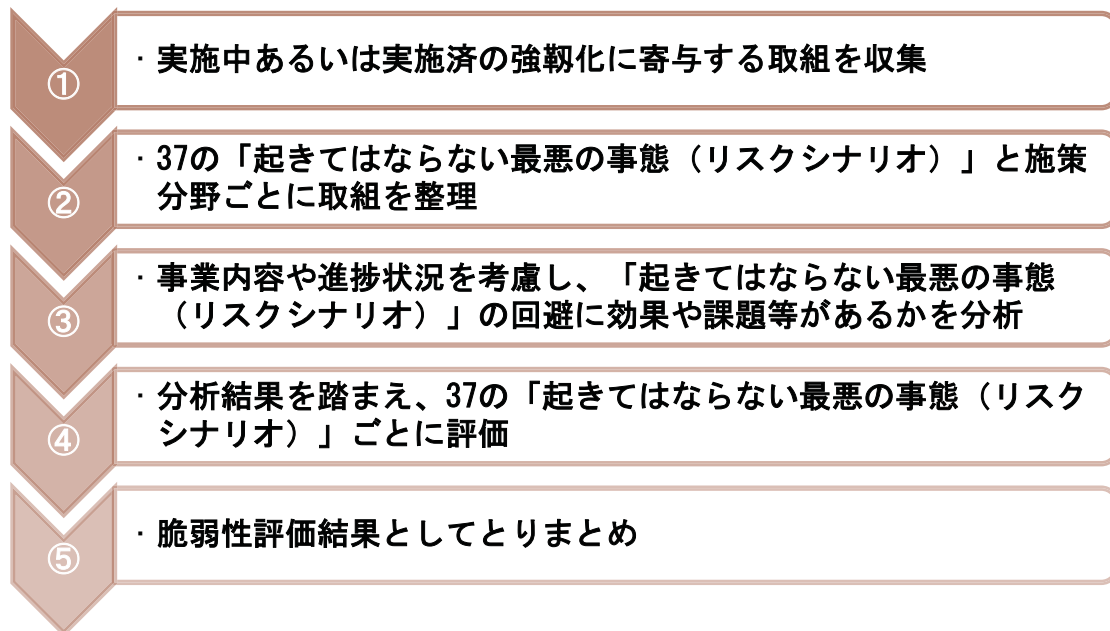 ①
・実施中あるいは実施済の強靱化に寄与する取組を収集
②
・37の「起きてはならない最悪の事態（リスクシナリオ）」と施策
分野ごとに取組を整理
③
・事業内容や進捗状況を考慮し、「起きてはならない最悪の事態
（リスクシナリオ）」の回避に効果や課題等があるかを分析
④
・分析結果を踏まえ、37の「起きてはならない最悪の事態（リスク
シナリオ）」ごとに評価
⑤
・脆弱性評価結果としてとりまとめ